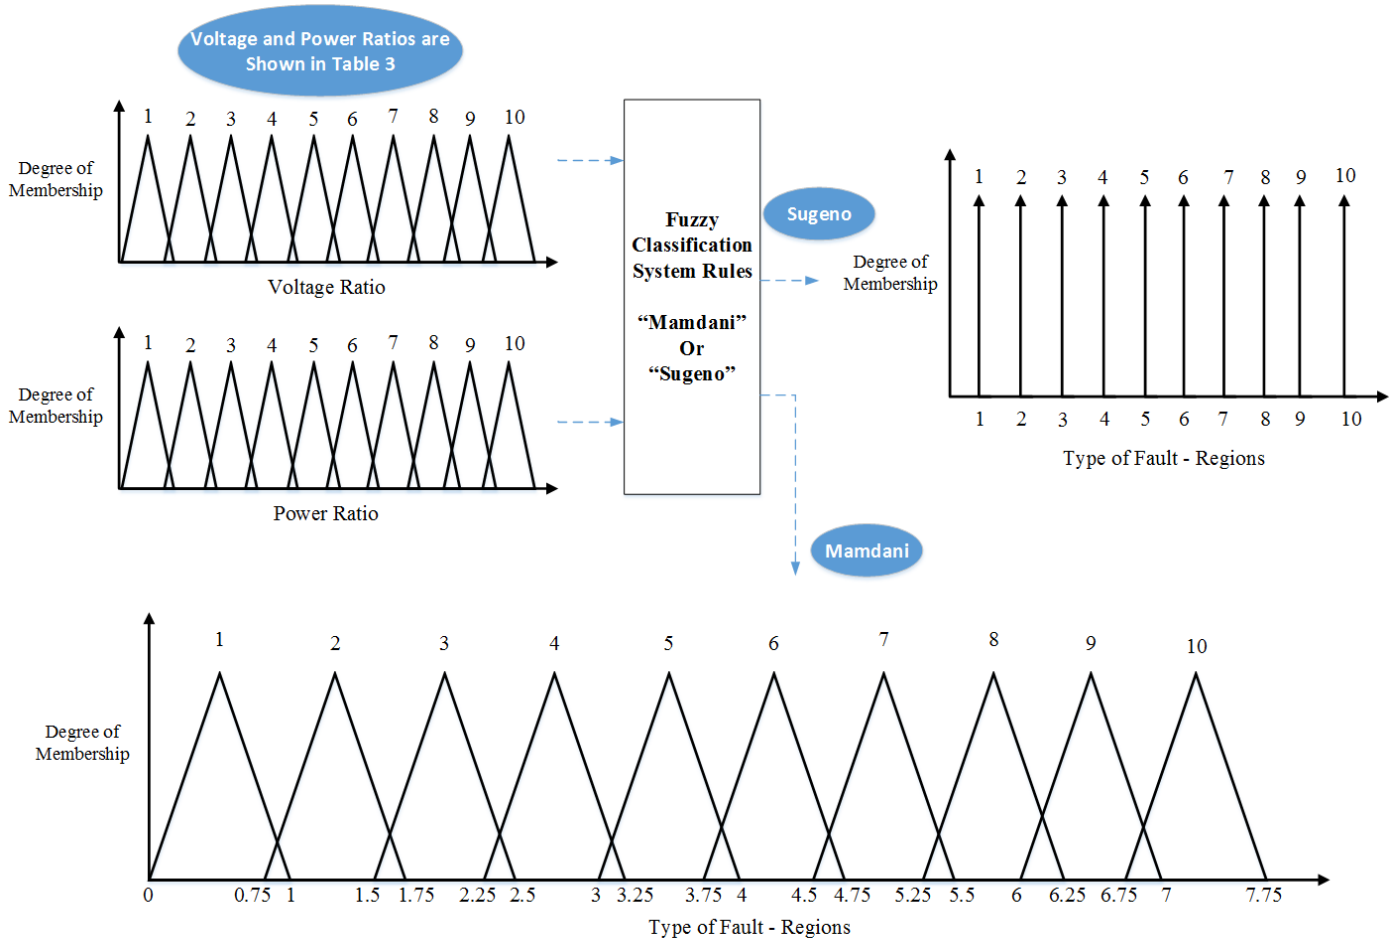 Voltage and Power Ratios are
Shown in Table 3
1 2 3 4 5 6 7 8 9 10
Degree of
Membership
Voltage Ratio
1 2 3 4 5 6 7 8 9 10
Degree of
Membership
Power Ratio
Fuzzy
Classification
System Rules
“Mamdani”
Or
“Sugeno”
Sugeno
1 2 3 4 5 6 7 8 9 10
Degree of
Membership
1 2 3 4 5 6 7 8 9 10
Type of Fault - Regions
Mamdani
1 2 3 4 5 6 7 8 9 10
Degree of
Membership
0 0.75 1 1.5 1.75 2.25 2.5 3 3.25 3.75 4 4.5 4.75 5.25 5.5 6 6.25 6.75 7 7.75
Type of Fault - Regions